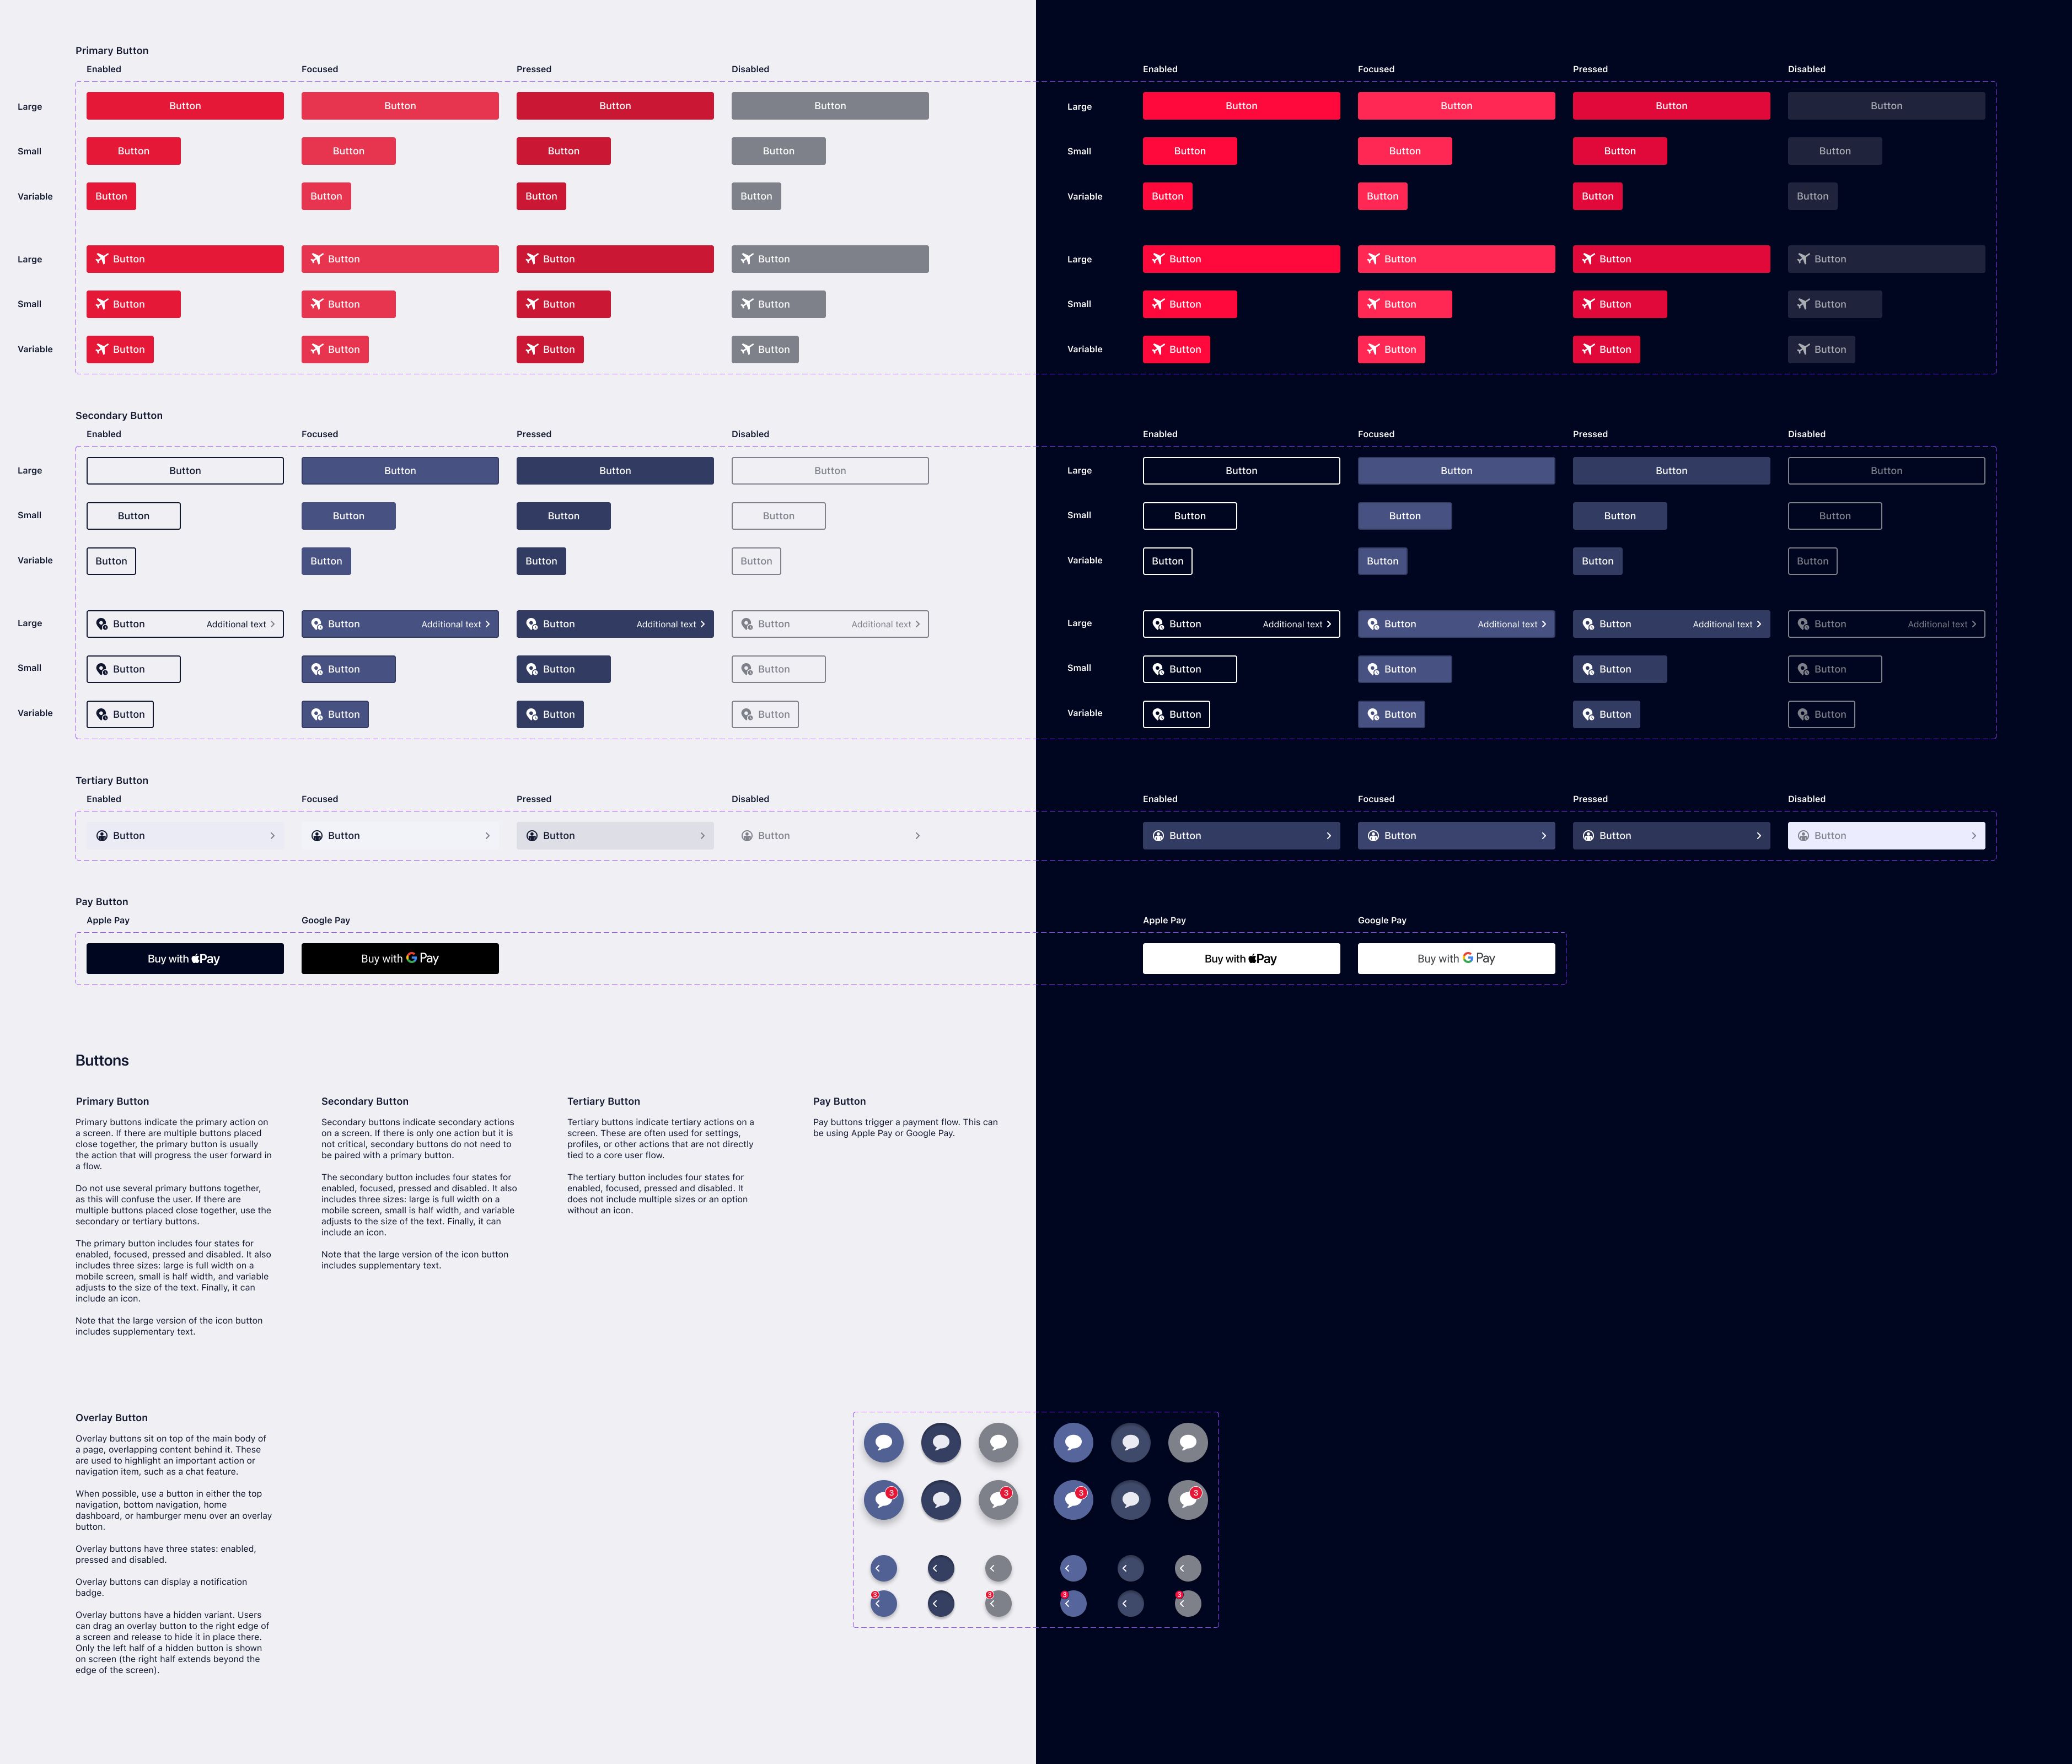 Primary Button
Enabled Focused Pressed Disabled Enabled Focused Pressed Disabled
Large Button Button Button Button Large Button Button Button Button
Small Button Button Button Button Small Button Button Button Button
Variable Button Button Button Button Variable Button Button Button Button
Large Button Button Button Button Large Button Button Button Button
Small Button Button Button Button Small Button Button Button Button
Variable Button Button Button Button Variable Button Button Button Button
Secondary Button
Enabled Focused Pressed Disabled Enabled Focused Pressed Disabled
Large Button Button Button Button Large Button Button Button Button
Small Button Button Button Button Small Button Button Button Button
Variable Button Button Button Button Variable Button Button Button Button
Large Button Additional text Button Additional text Button Additional text Button Additional text Large Button Additional text Button Additional text Button Additional text Button Additional text
Small Button Button Button Button Small Button Button Button Button
Variable Button Button Button Button Variable Button Button Button Button
Tertiary Button
Enabled Focused Pressed Disabled Enabled Focused Pressed Disabled
Button Button Button Button Button Button Button Button
Pay Button
Apple Pay Google Pay Apple Pay Google Pay
Buy with Pay Buy with G Pay Buy with Pay Buy with G Pay
Buttons
Primary Button
Primary buttons indicate the primary action on
a screen. If there are multiple buttons placed
close together, the primary button is usually
the action that will progress the user forward in
a flow.
Do not use several primary buttons together,
as this will confuse the user. If there are
multiple buttons placed close together, use the
secondary or tertiary buttons.
The primary button includes four states for
enabled, focused, pressed and disabled. It also
includes three sizes: large is full width on a
mobile screen, small is half width, and variable
adjusts to the size of the text. Finally, it can
include an icon.
Note that the large version of the icon button
includes supplementary text.
Secondary Button
Secondary buttons indicate secondary actions
on a screen. If there is only one action but it is
not critical, secondary buttons do not need to
be paired with a primary button.
The secondary button includes four states for
enabled, focused, pressed and disabled. It also
includes three sizes: large is full width on a
mobile screen, small is half width, and variable
adjusts to the size of the text. Finally, it can
include an icon.
Note that the large version of the icon button
includes supplementary text.
Tertiary Button
Tertiary buttons indicate tertiary actions on a
screen. These are often used for settings,
profiles, or other actions that are not directly
tied to a core user flow.
The tertiary button includes four states for
enabled, focused, pressed and disabled. It
does not include multiple sizes or an option
without an icon.
Pay Button
Pay buttons trigger a payment flow. This can
be using Apple Pay or Google Pay.
Overlay Button
Overlay buttons sit on top of the main body of
a page, overlapping content behind it. These
are used to highlight an important action or
navigation item, such as a chat feature.
When possible, use a button in either the top
navigation, bottom navigation, home
dashboard, or hamburger menu over an overlay
button.
Overlay buttons have three states: enabled,
pressed and disabled.
Overlay buttons can display a notification
badge.
Overlay buttons have a hidden variant. Users
can drag an overlay button to the right edge of
a screen and release to hide it in place there.
Only the left half of a hidden button is shown
on screen (the right half extends beyond the
edge of the screen).
3 3 3 3
3 3 3 3